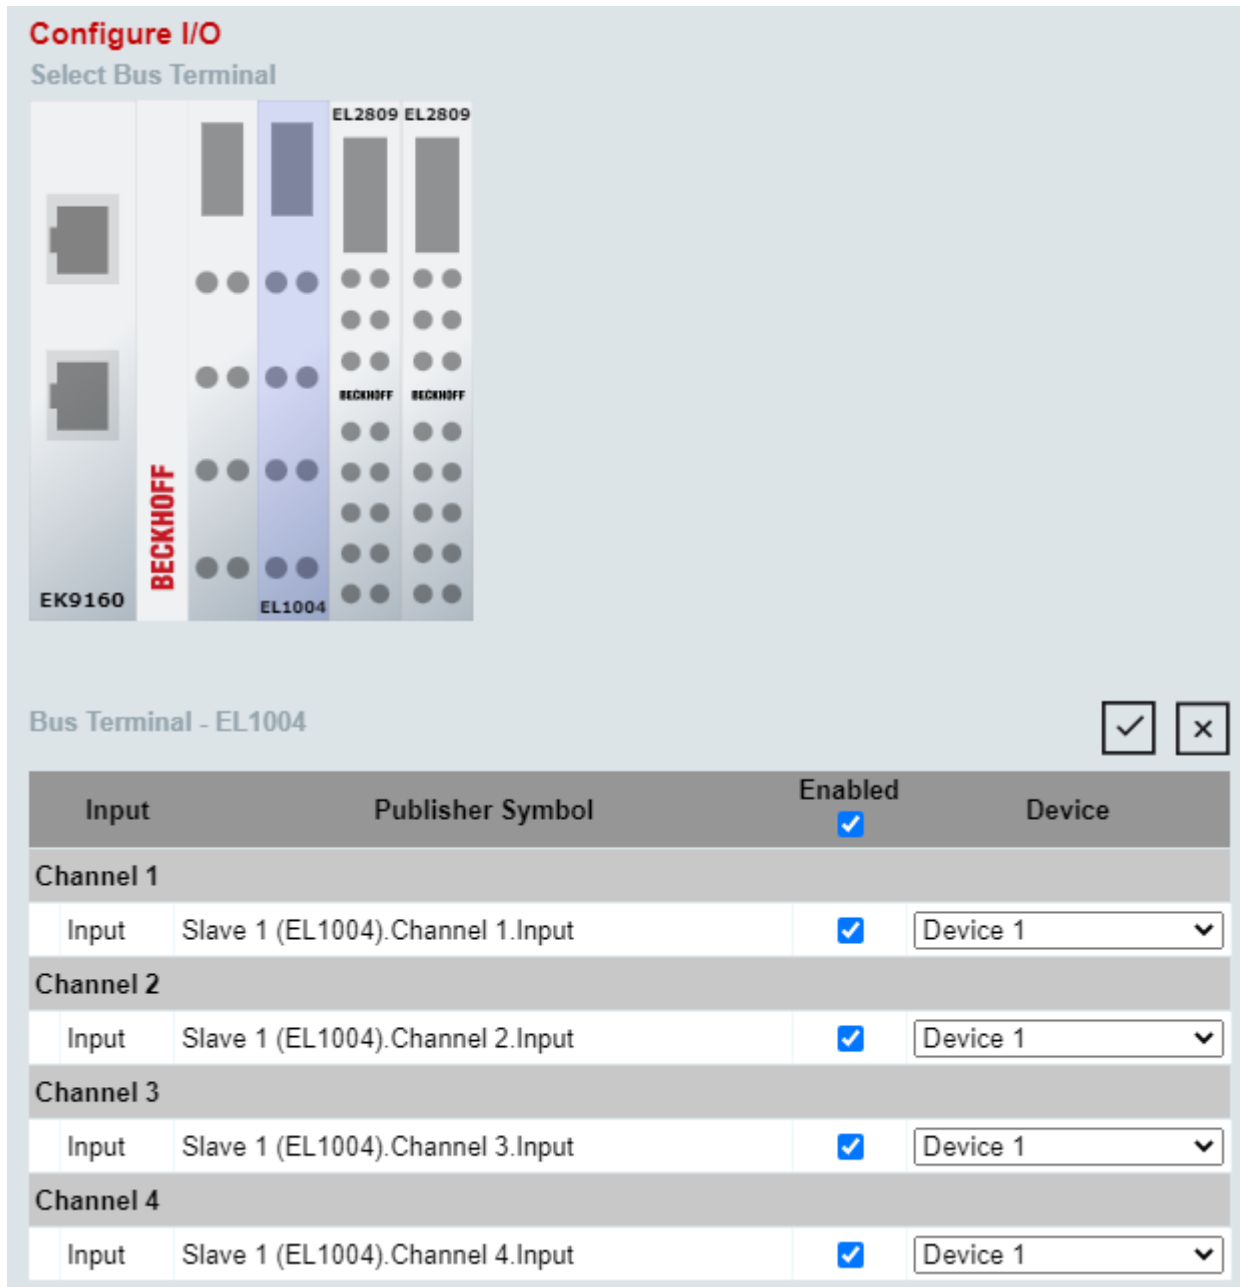 Configure I/O
Select Bus Terminal
EL2809 EL2809
BECKHOFF BECKHOFF
BECKHOFF
EK9160
EL1004
Bus Terminal - EL1004
Input Publisher Symbol Enabled Device
Channel 1
Input Slave 1 (EL1004).Channel 1.Input Device 1
Channel 2
Input Slave 1 (EL1004).Channel 2.Input Device 1
Channel 3
Input Slave 1 (EL1004).Channel 3.Input Device 1
Channel 4
Input Slave 1 (EL1004).Channel 4.Input Device 1